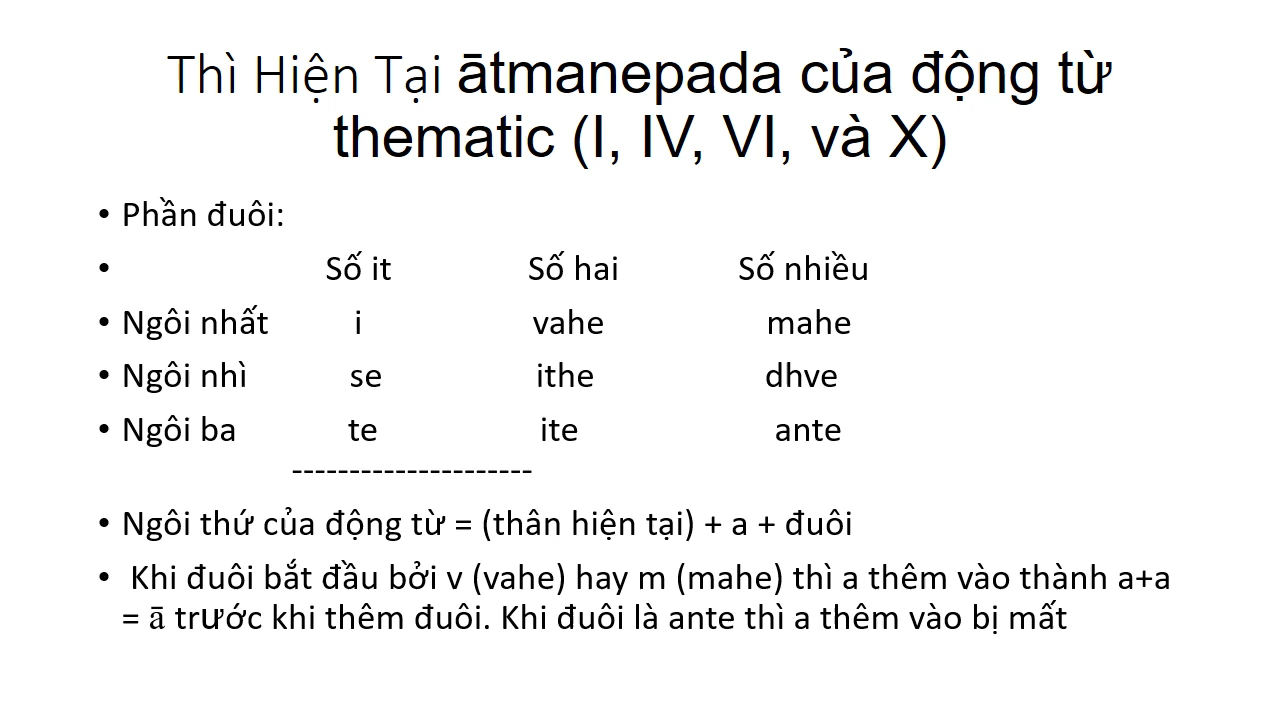 Thì Hiện Tại ātmanepada của động từ
thematic (I, IV, VI, và X)
• Phần đuôi:
• Số it Số hai Số nhiều
• Ngôi nhất i vahe mahe
• Ngôi nhì se ithe dhve
• Ngôi ba te ite ante
---------------------
• Ngôi thứ của động từ = (thân hiện tại) + a + đuôi
• Khi đuôi bắt đầu bởi v (vahe) hay m (mahe) thì a thêm vào thành a+a
= ā trước khi thêm đuôi. Khi đuôi là ante thì a thêm vào bị mất